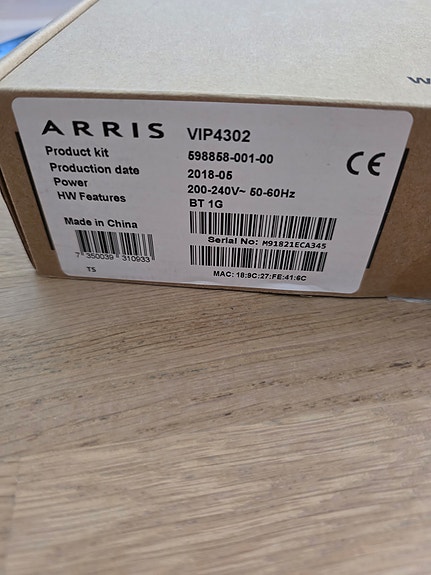 ARRIS VIP4302
Product kit 598858-001-00
Production date 2018-05
Power 200-240V~ 50-60Hz
HW Features BT 1G
Made in China
Serial No: M91821ECA345
7 350039 310933
MAC: 18:9C:27:FE:41:6C
TS
CE